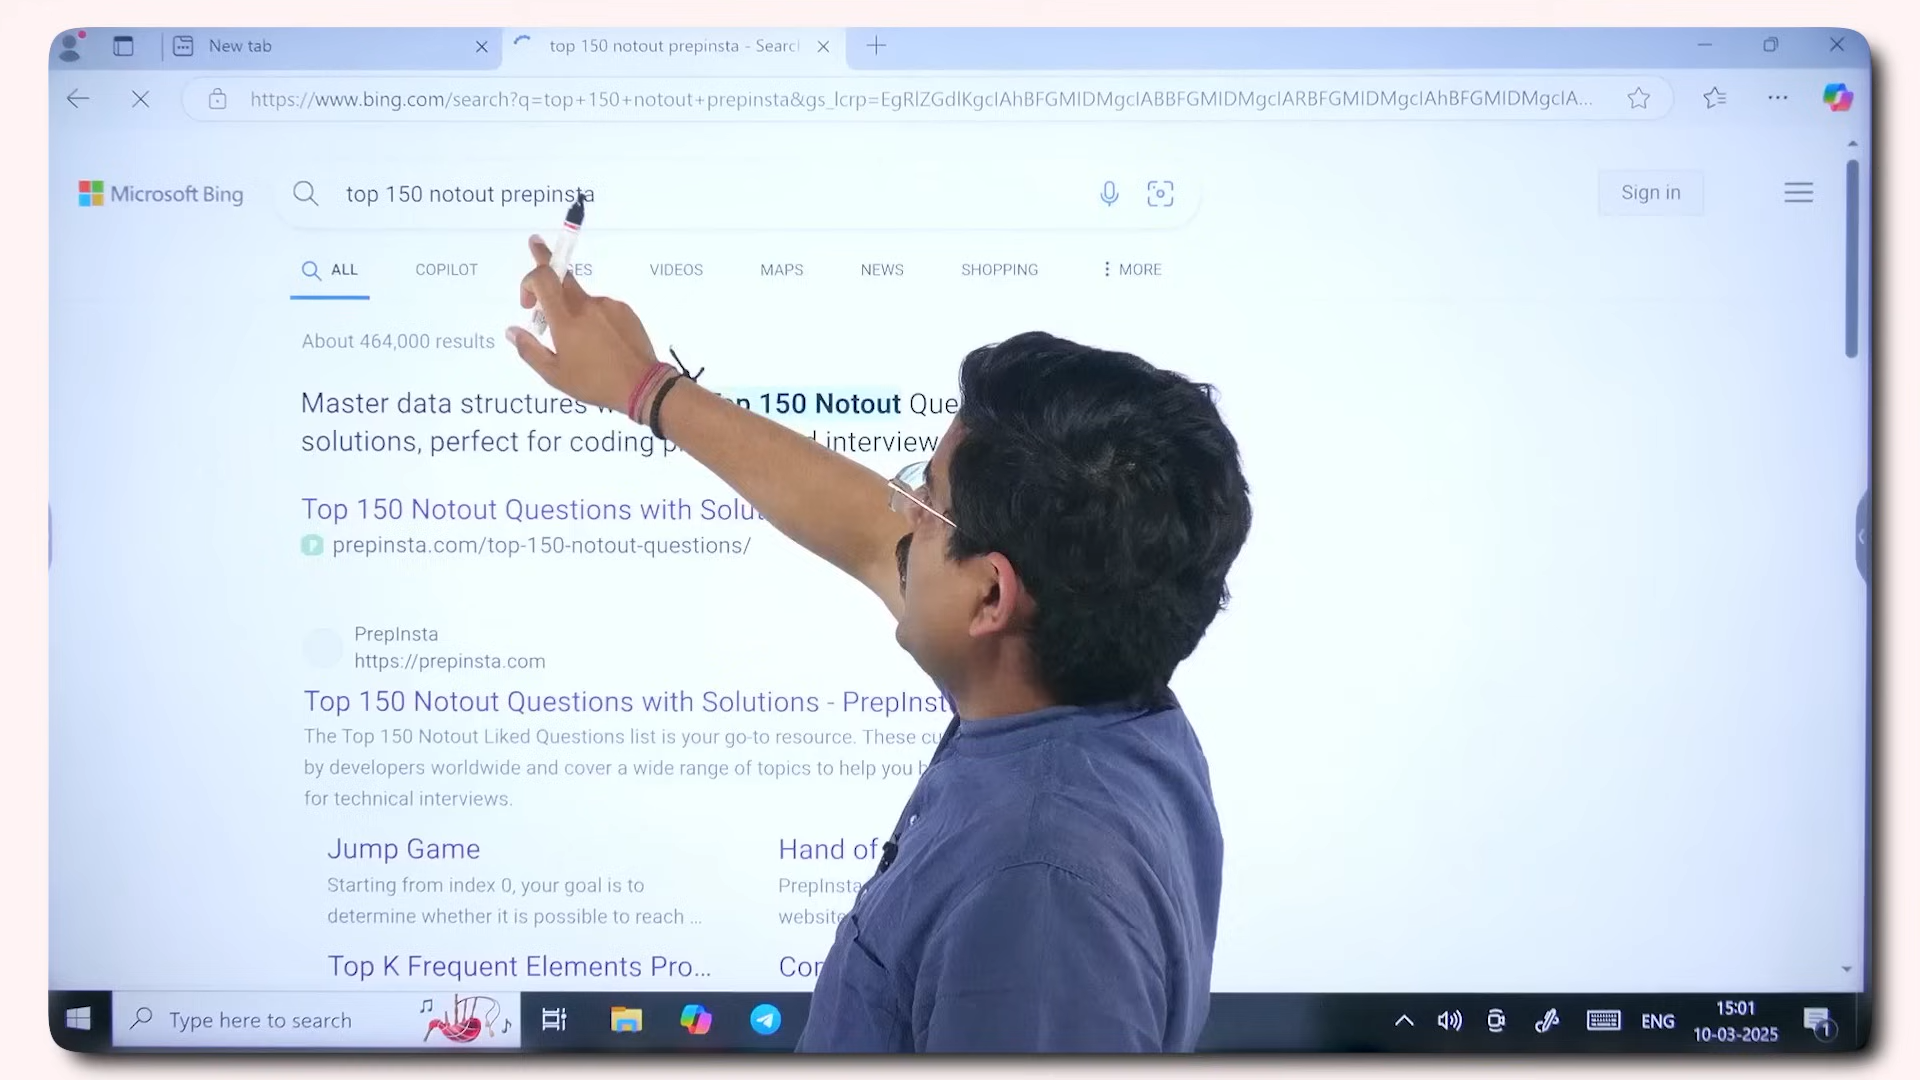 New tab
top 150 notout prepinsta - Searc
https://www.bing.com/search?q=top+150+notout+prepinsta&gs_lcrp=EgRlZGdlKgcIAhBFGMIDMgcIABBFGMIDMgcIARBFGMIDMgcIAhBFGMIDMgcIA...
Microsoft Bing
top 150 notout prepinsta
Sign in
ALL COPILOT VIDEOS MAPS NEWS SHOPPING MORE
About 464,000 results
Master data structures 150 Notout
solutions, perfect for coding interview
Top 150 Notout Questions with
prepinsta.com/top-150-notout-questions/
PrepInsta
https://prepinsta.com
Top 150 Notout Questions with Solutions - PrepInst
The Top 150 Notout Liked Questions list is your go-to resource. These
by developers worldwide and cover a wide range of topics to help you
for technical interviews.
Jump Game
Starting from index 0, your goal is to
determine whether it is possible to reach ...
Hand of
PrepInsta
website
Top K Frequent Elements Pro...
Type here to search
ENG
15:01
10-03-2025
1